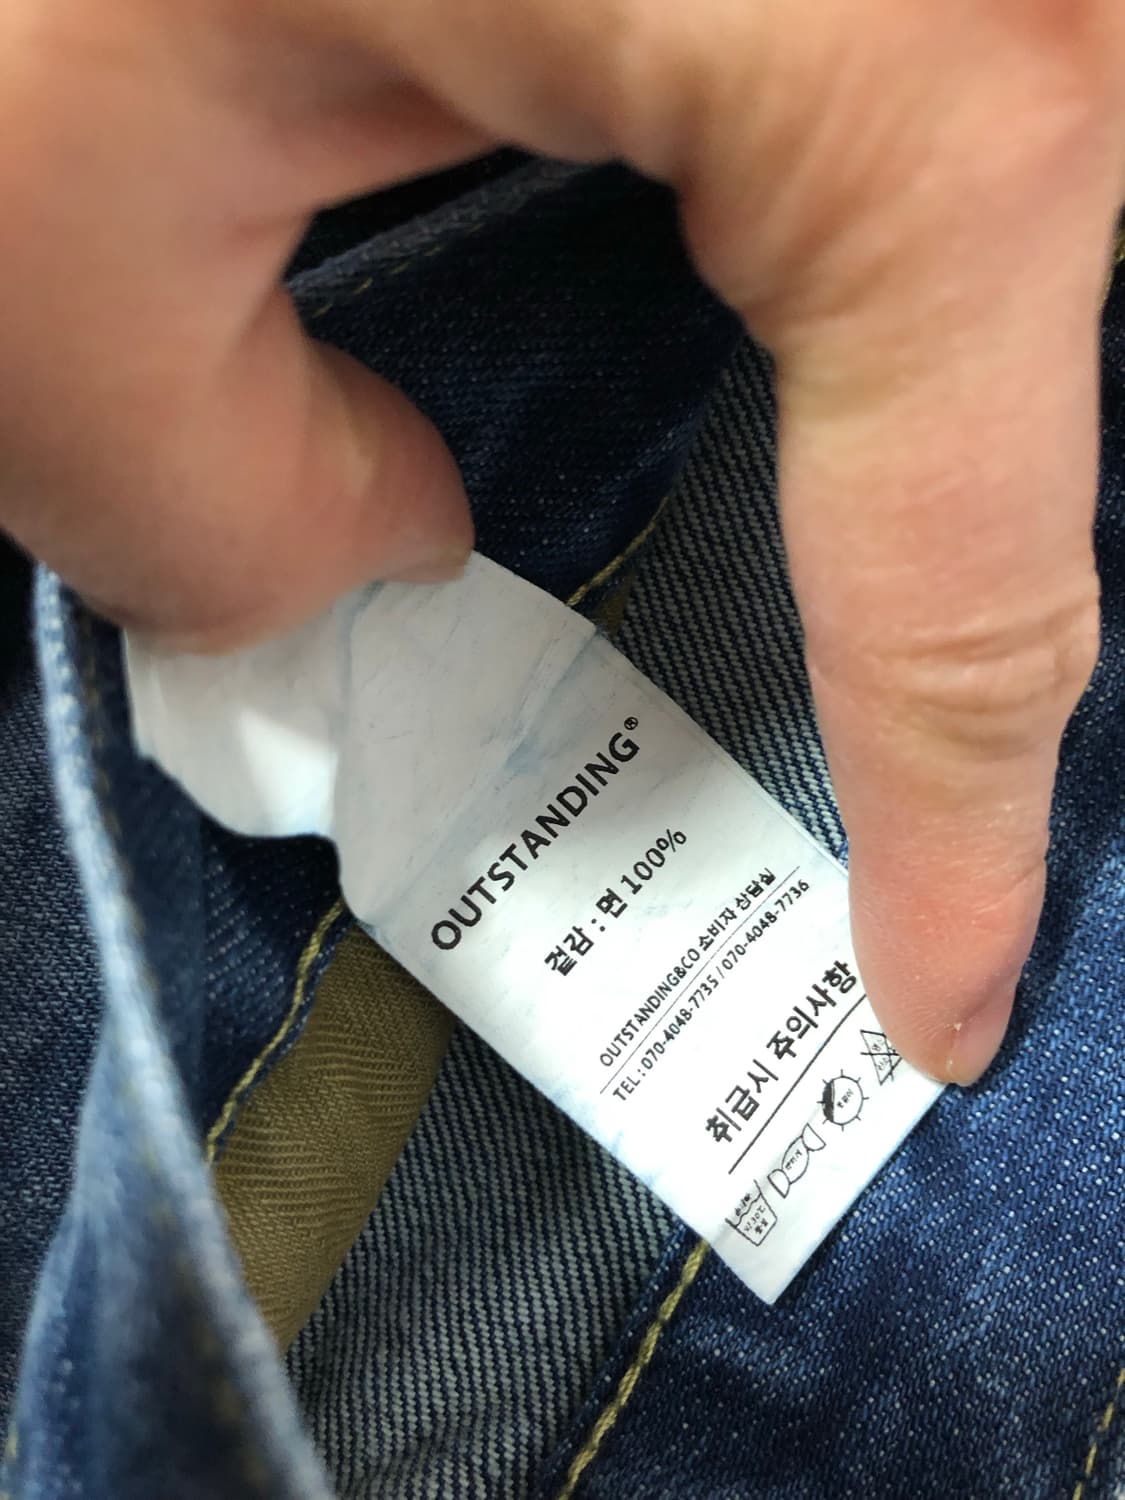 OUTSTANDING®
겉감 : 면 100%
OUTSTANDING&CO 소비자 상담실
TEL : 070-4048-7735 / 070-4048-7736
취급시 주의사항